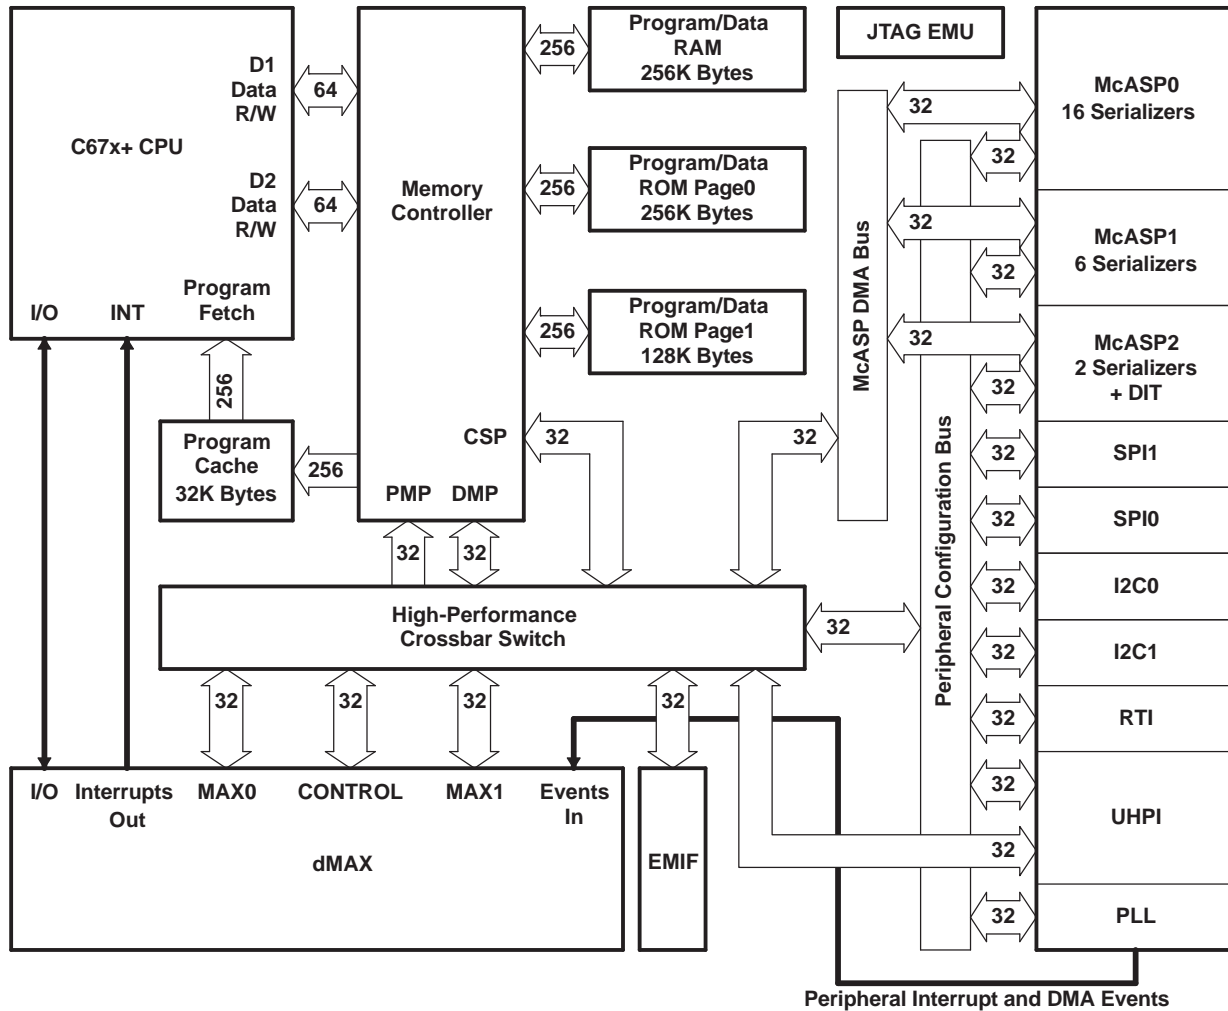 D1
Data
R/W
64
C67x+ CPU
D2
Data
R/W
64
I/O
INT
Program
Fetch
256
Program
Cache
32K Bytes
256
Memory
Controller
CSP
PMP
DMP
32
32
32
256
Program/Data
RAM
256K Bytes
256
Program/Data
ROM Page0
256K Bytes
256
Program/Data
ROM Page1
128K Bytes
High-Performance
Crossbar Switch
32
32
32
32
32
32
I/O
Interrupts
Out
MAX0
CONTROL
MAX1
Events
In
dMAX
EMIF
JTAG EMU
McASP DMA Bus
Peripheral Configuration Bus
32
32
McASP0
16 Serializers
32
32
McASP1
6 Serializers
32
32
McASP2
2 Serializers
+ DIT
32
SPI1
32
SPI0
32
I2C0
32
I2C1
32
RTI
32
32
UHPI
32
PLL
Peripheral Interrupt and DMA Events